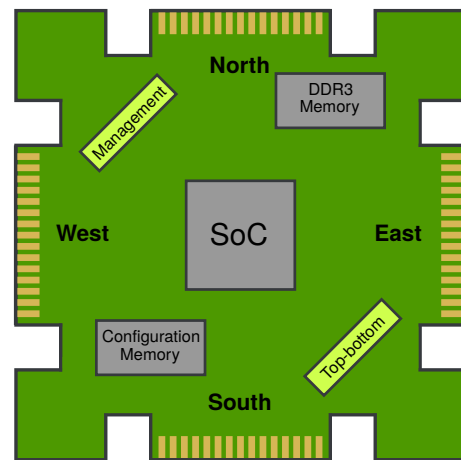 North
DDR3
Memory
Management
West
SoC
East
Configuration
Memory
Top-bottom
South